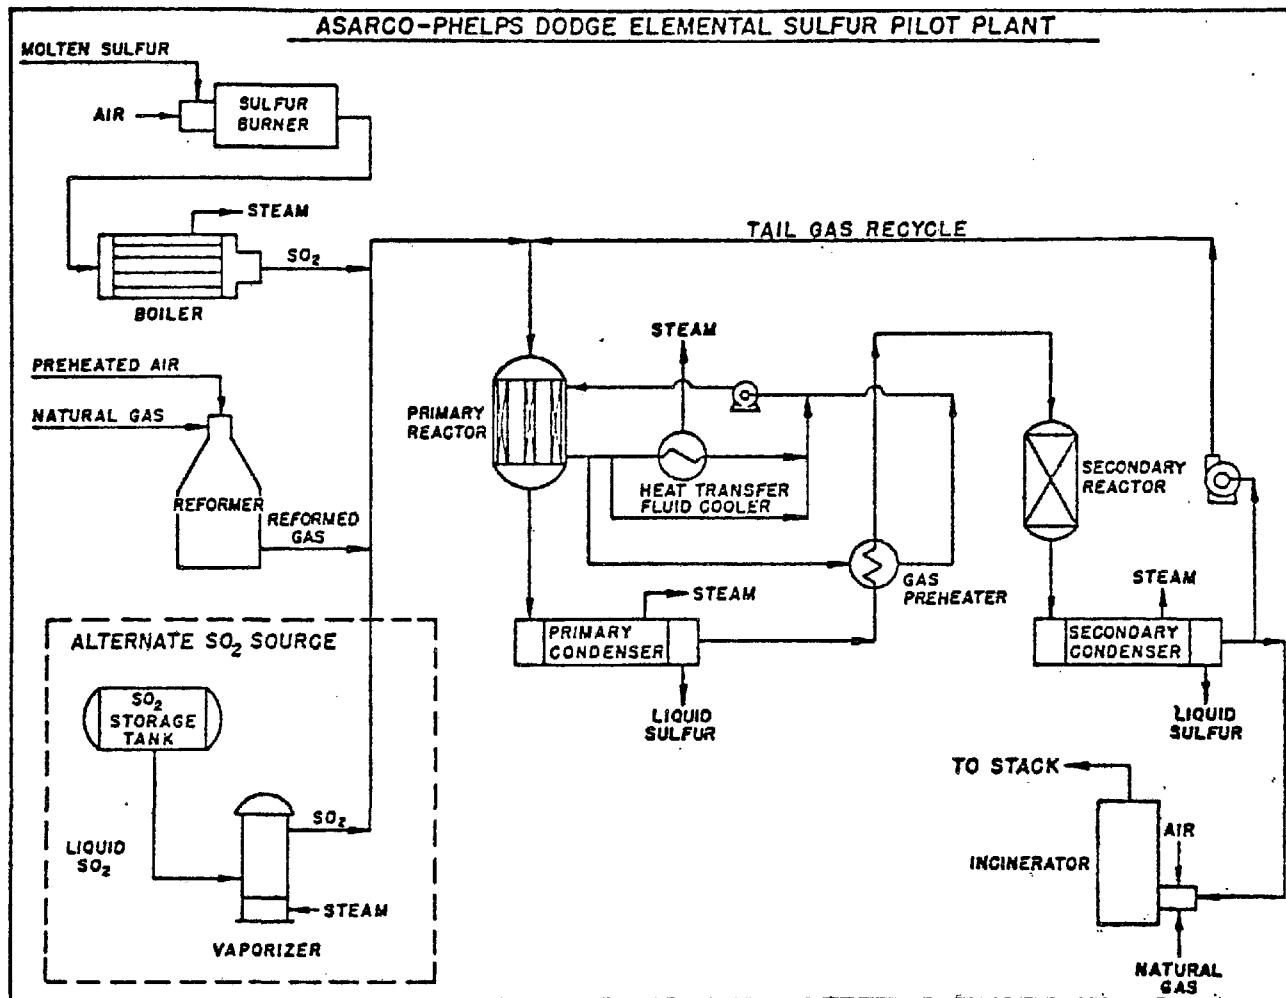 ASARCO-PHELPS DODGE ELEMENTAL SULFUR PILOT PLANT
MOLTEN SULFUR
AIR
SULFUR
BURNER
STEAM
SO2
BOILER
TAIL GAS RECYCLE
PREHEATED AIR
NATURAL GAS
REFORMER
REFORMED
GAS
STEAM
PRIMARY
REACTOR
HEAT TRANSFER
FLUID COOLER
SECONDARY
REACTOR
GAS
PREHEATER
STEAM
PRIMARY
CONDENSER
LIQUID
SULFUR
STEAM
SECONDARY
CONDENSER
LIQUID
SULFUR
ALTERNATE SO2 SOURCE
SO2
STORAGE
TANK
LIQUID
SO2
SO2
STEAM
VAPORIZER
TO STACK
INCINERATOR
AIR
NATURAL
GAS